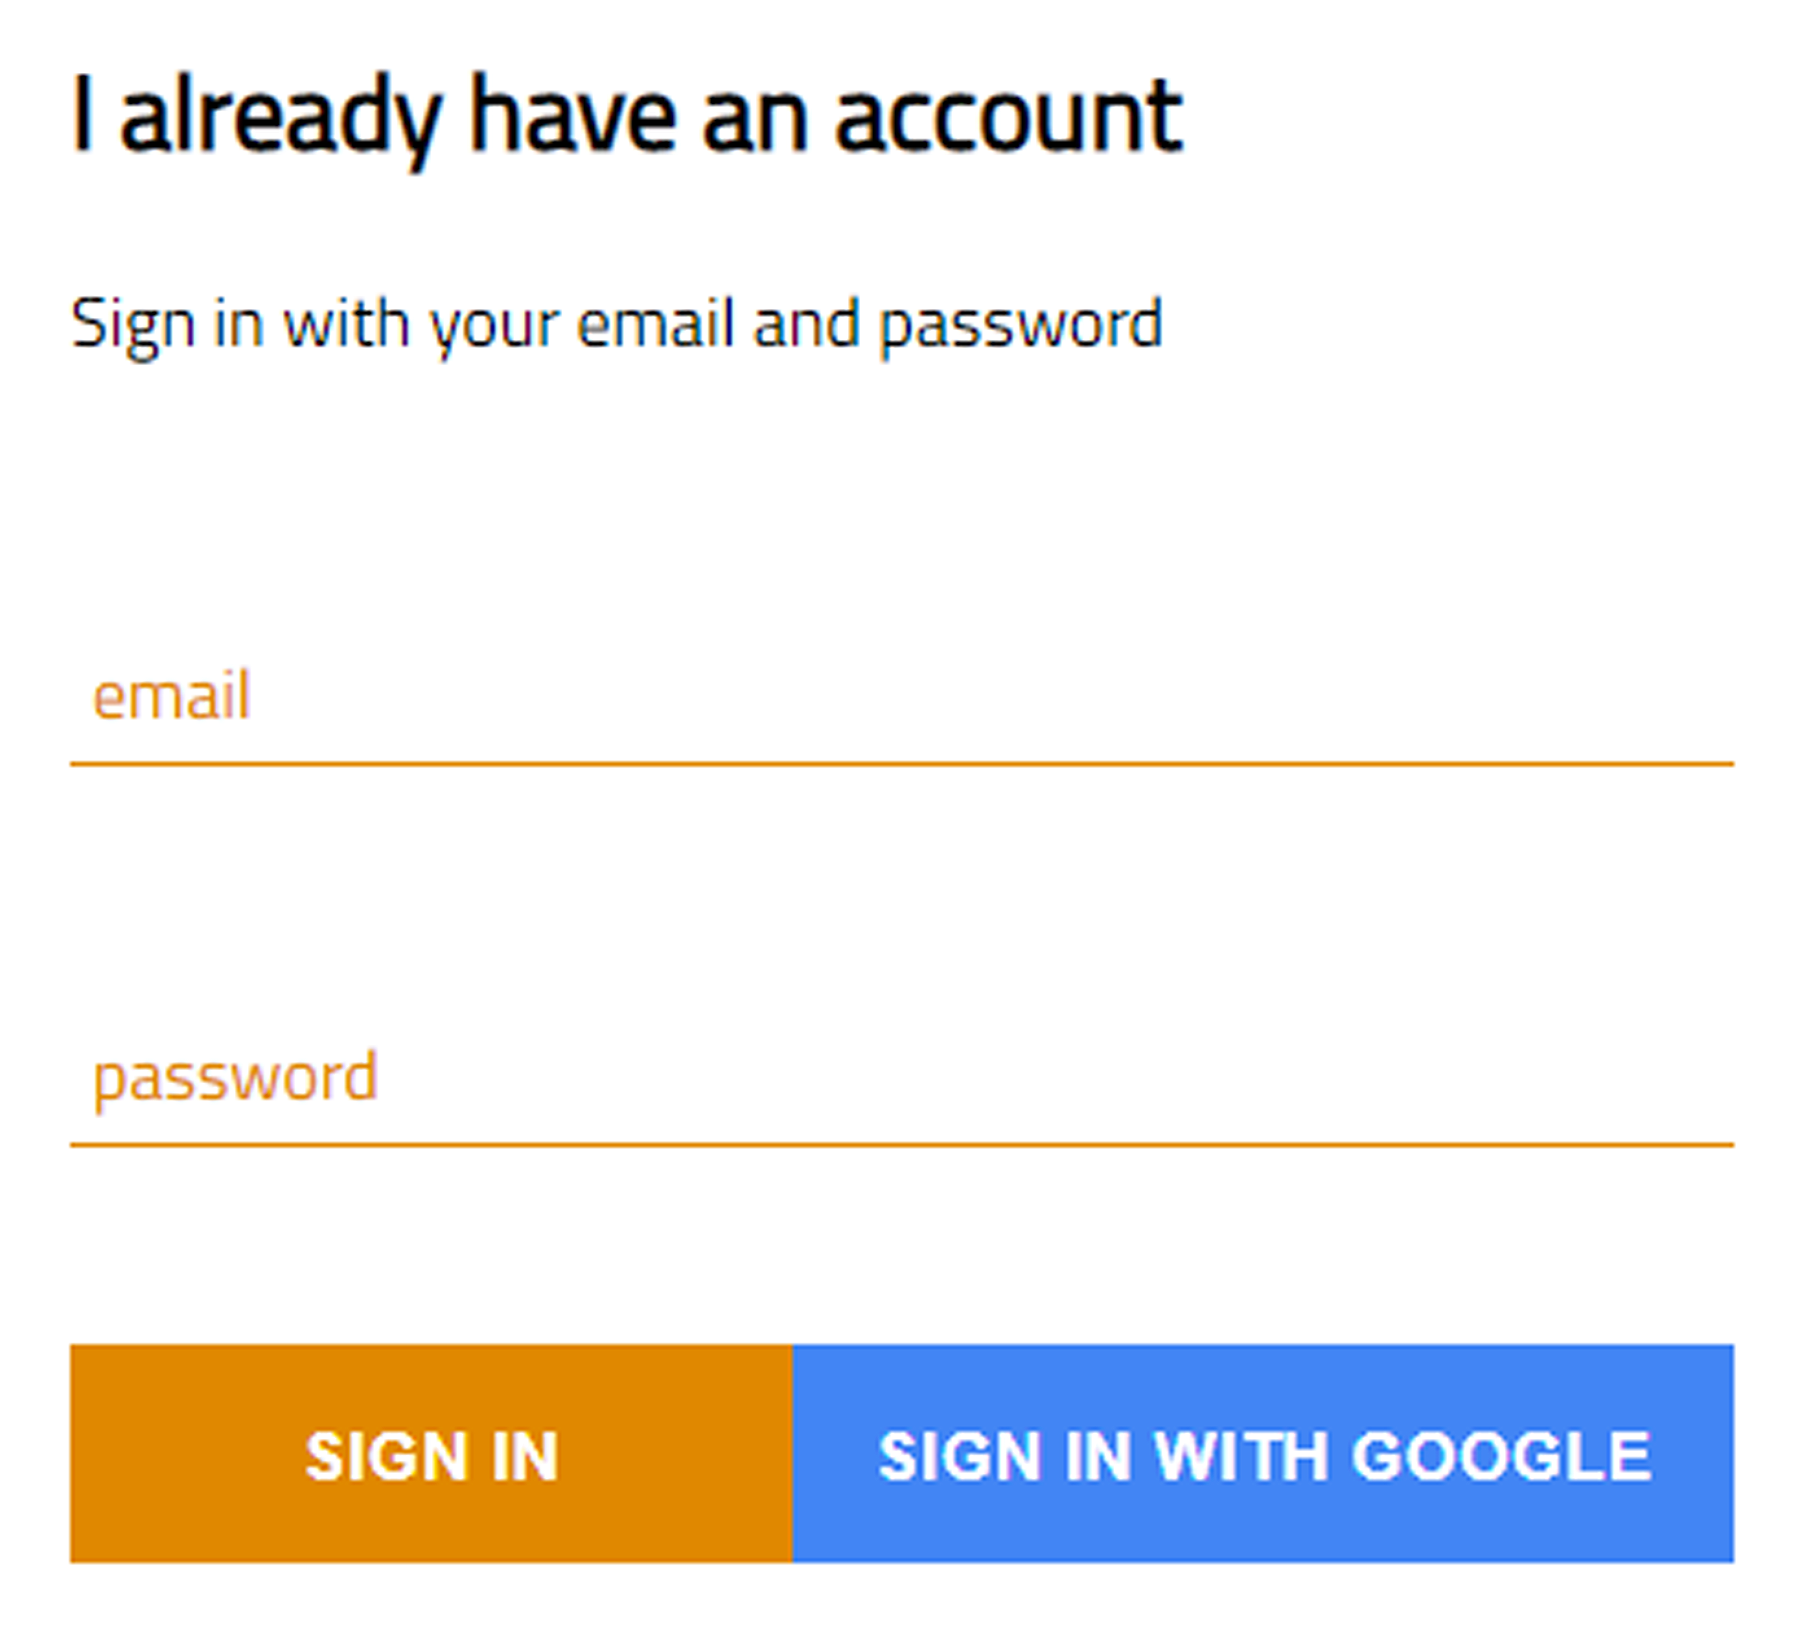 I already have an account
Sign in with your email and password
email
password
SIGN IN
SIGN IN WITH GOOGLE